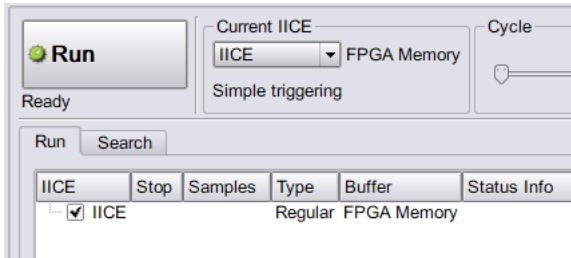 Run
Ready
Current IICE
IICE FPGA Memory
Simple triggering
Cycle
Run Search
IICE Stop Samples Type Buffer Status Info
IICE Regular FPGA Memory